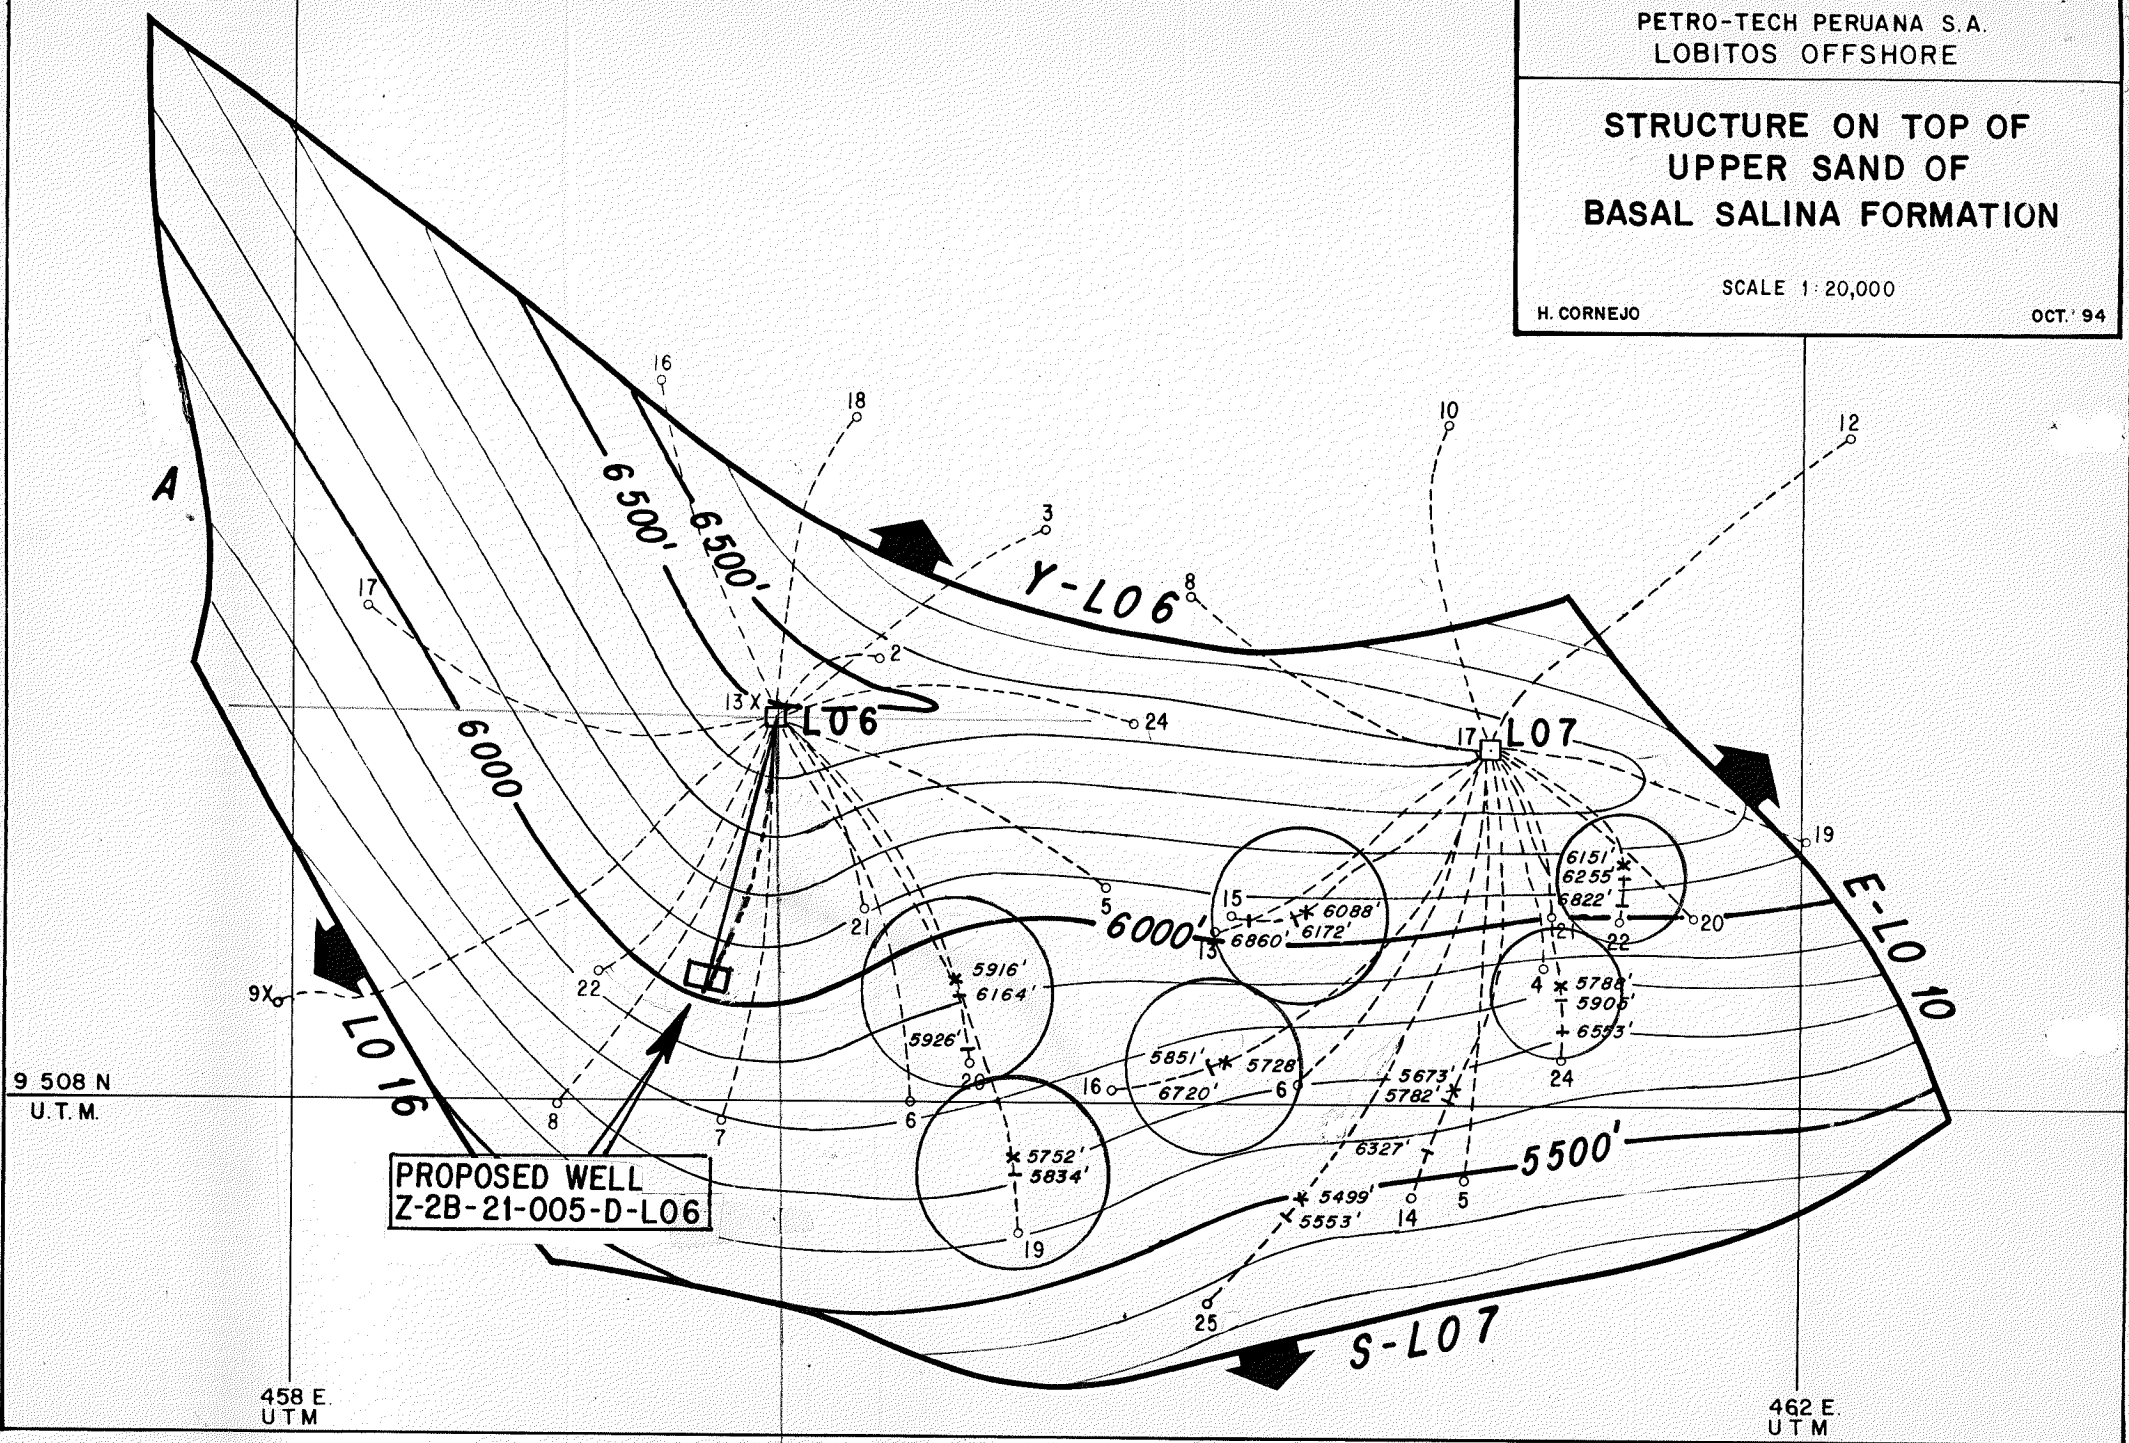 PETRO-TECH PERUANA S.A.
LOBITOS OFFSHORE
STRUCTURE ON TOP OF
UPPER SAND OF
BASAL SALINA FORMATION
SCALE 1:20,000
H. CORNEJO
OCT.' 94
16
18
10
12
A
6500'
6500'
3
Y-L06
8
17
2
13 X
L06
24
17
L07
6000
19
6151'
6255'
6822'
E-L0 10
15
6088'
6172'
6860'
6000'
13
5
21
21
22
20
22
9X
5916'
6164'
5926'
20
4
5788'
5905'
6553'
24
L0 16
5851'
5728'
6720'
16
6
5673'
5782'
9 508 N
U.T.M.
8
7
6
6327'
5500'
5752'
5834'
5499'
5553'
14
5
19
PROPOSED WELL
Z-2B-21-005-D-L06
25
S-L07
458 E.
UTM
462 E.
UTM